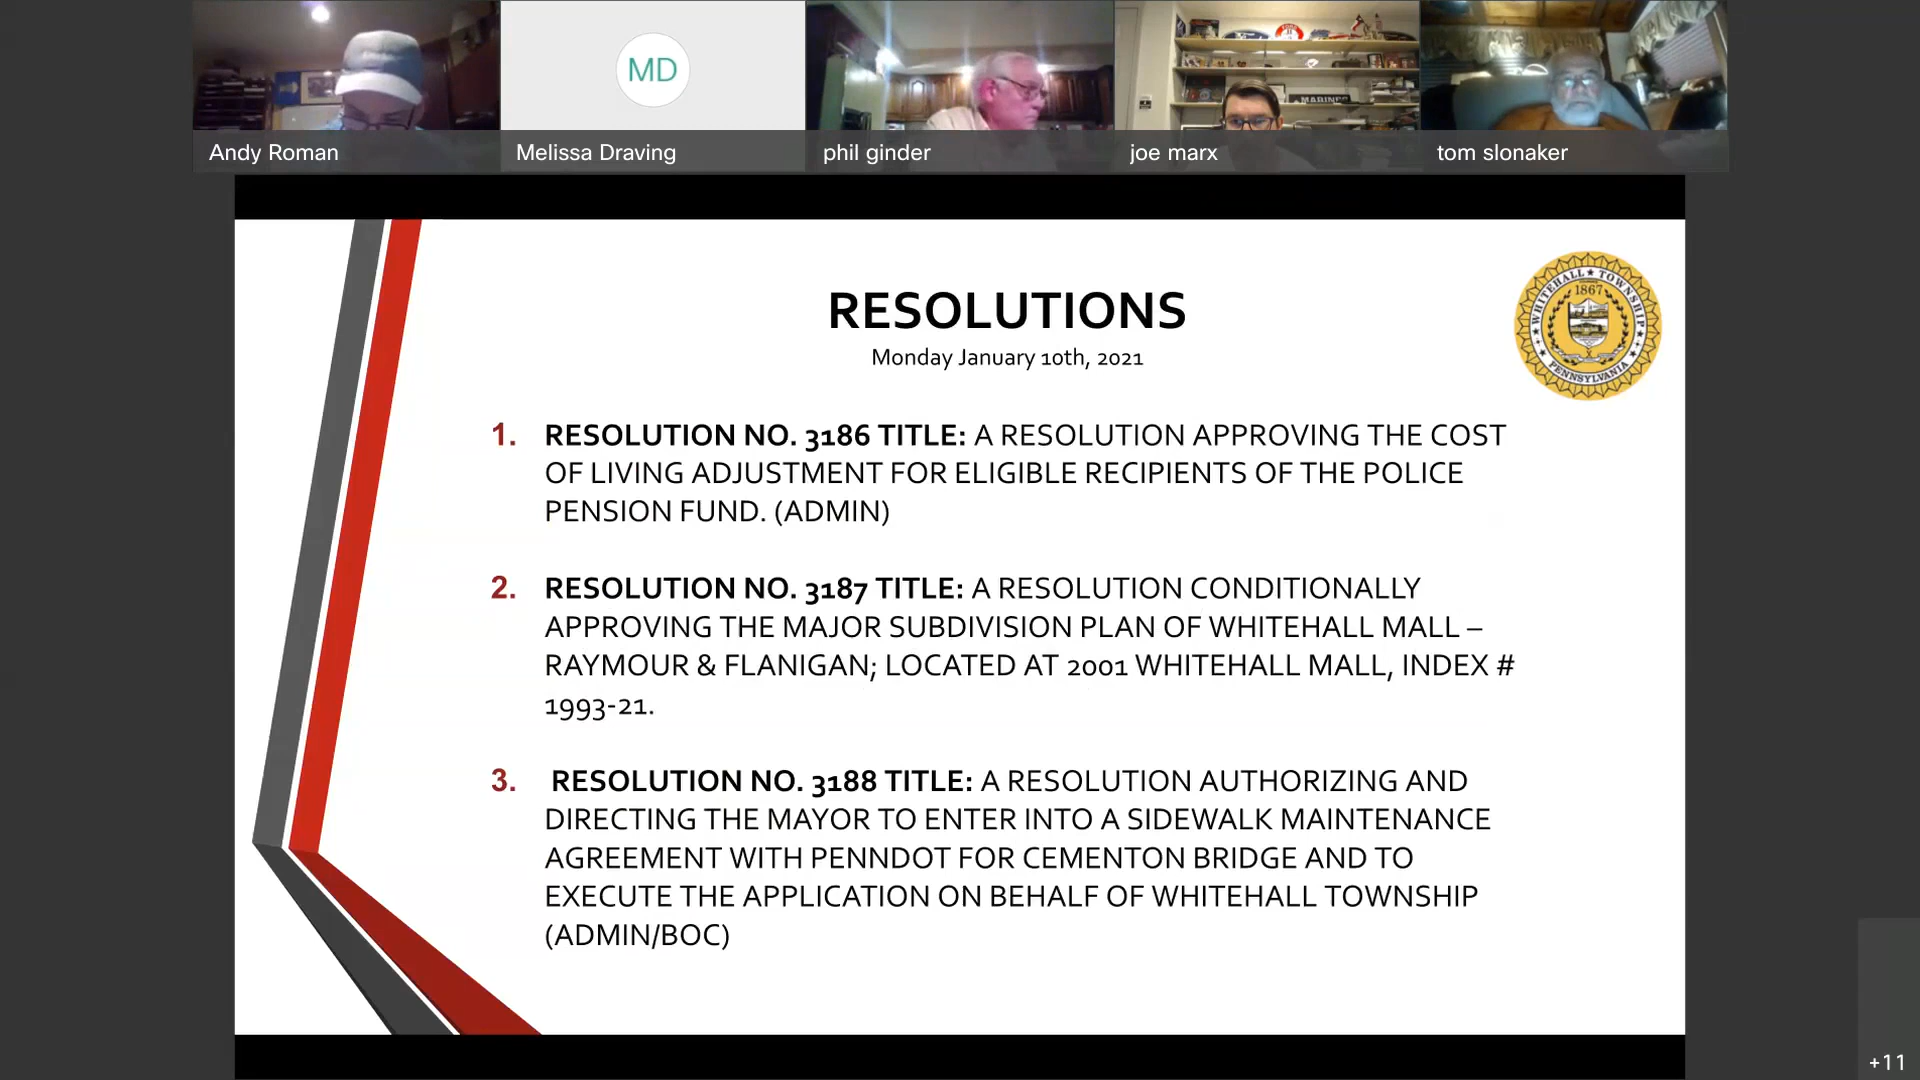 MD
Andy Roman
Melissa Draving
phil ginder
joe marx
tom slonaker
MARINES
RESOLUTIONS
Monday January 10th, 2021
WHITEHALL ★ TOWNSHIP
1867
PENNSYLVANIA
1. RESOLUTION NO. 3186 TITLE: A RESOLUTION APPROVING THE COST
OF LIVING ADJUSTMENT FOR ELIGIBLE RECIPIENTS OF THE POLICE
PENSION FUND. (ADMIN)
2. RESOLUTION NO. 3187 TITLE: A RESOLUTION CONDITIONALLY
APPROVING THE MAJOR SUBDIVISION PLAN OF WHITEHALL MALL –
RAYMOUR & FLANIGAN; LOCATED AT 2001 WHITEHALL MALL, INDEX #
1993-21.
3. RESOLUTION NO. 3188 TITLE: A RESOLUTION AUTHORIZING AND
DIRECTING THE MAYOR TO ENTER INTO A SIDEWALK MAINTENANCE
AGREEMENT WITH PENNDOT FOR CEMENTON BRIDGE AND TO
EXECUTE THE APPLICATION ON BEHALF OF WHITEHALL TOWNSHIP
(ADMIN/BOC)
+11